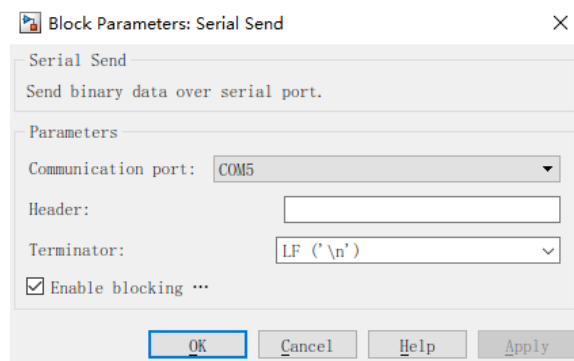 Block Parameters: Serial Send
Serial Send
Send binary data over serial port.
Parameters
Communication port: COM5
Header:
Terminator: LF ('\n')
Enable blocking ...
OK Cancel Help Apply